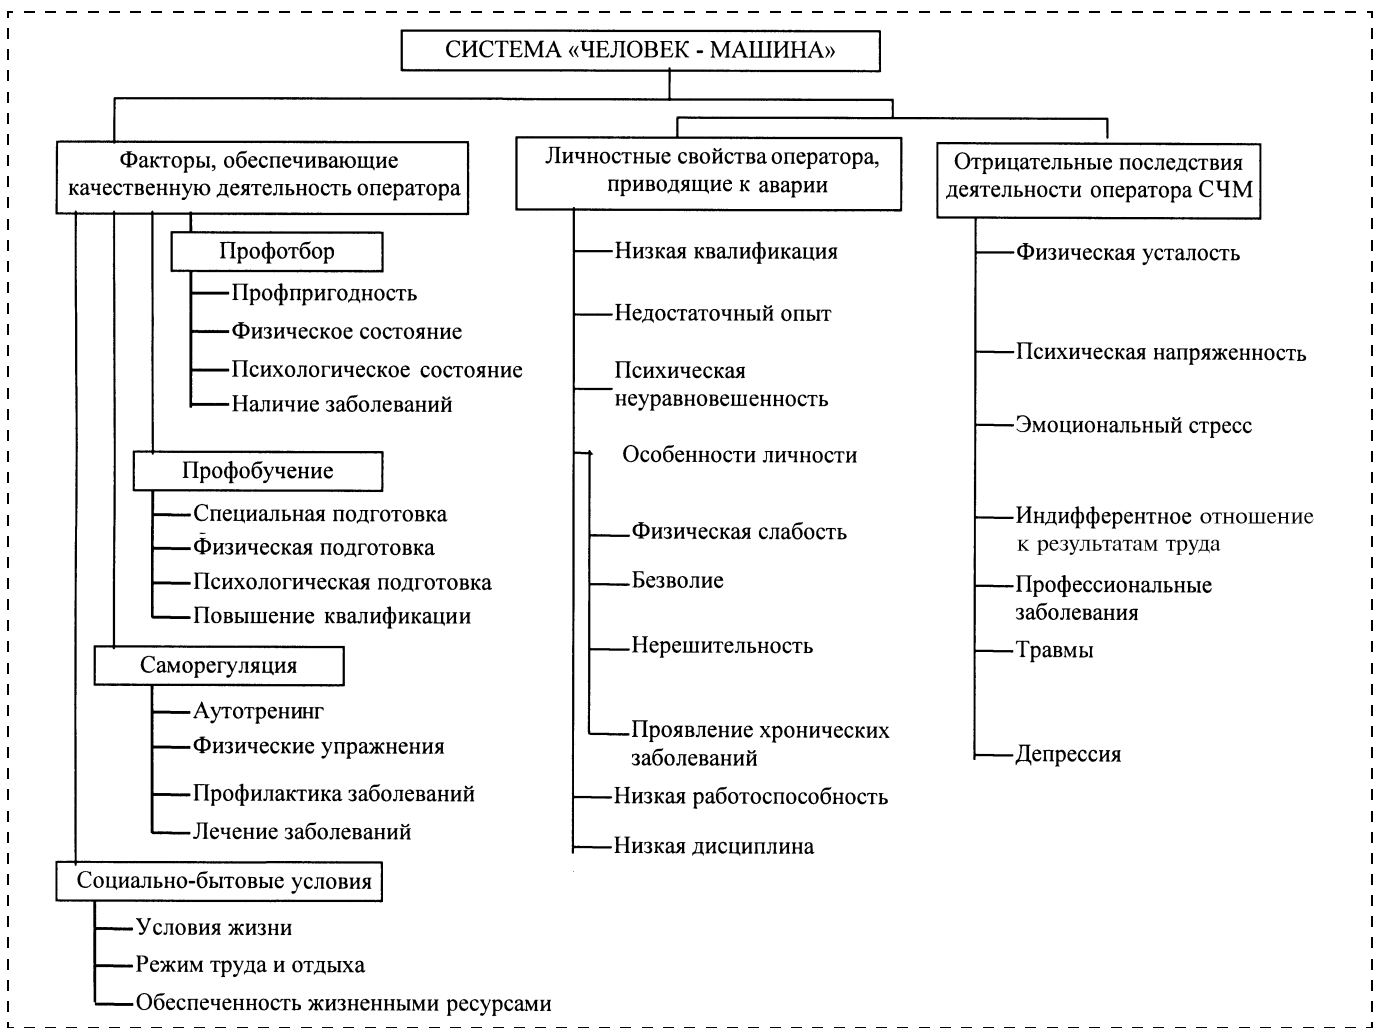 СИСТЕМА «ЧЕЛОВЕК - МАШИНА»
Факторы, обеспечивающие
качественную деятельность оператора
Профотбор
Профпригодность
Физическое состояние
Психологическое состояние
Наличие заболеваний
Профобучение
Специальная подготовка
Физическая подготовка
Психологическая подготовка
Повышение квалификации
Саморегуляция
Аутотренинг
Физические упражнения
Профилактика заболеваний
Лечение заболеваний
Социально-бытовые условия
Условия жизни
Режим труда и отдыха
Обеспеченность жизненными ресурсами
Личностные свойства оператора,
приводящие к аварии
Низкая квалификация
Недостаточный опыт
Психическая
неуравновешенность
Особенности личности
Физическая слабость
Безволие
Нерешительность
Проявление хронических
заболеваний
Низкая работоспособность
Низкая дисциплина
Отрицательные последствия
деятельности оператора СЧМ
Физическая усталость
Психическая напряженность
Эмоциональный стресс
Индифферентное отношение
к результатам труда
Профессиональные
заболевания
Травмы
Депрессия